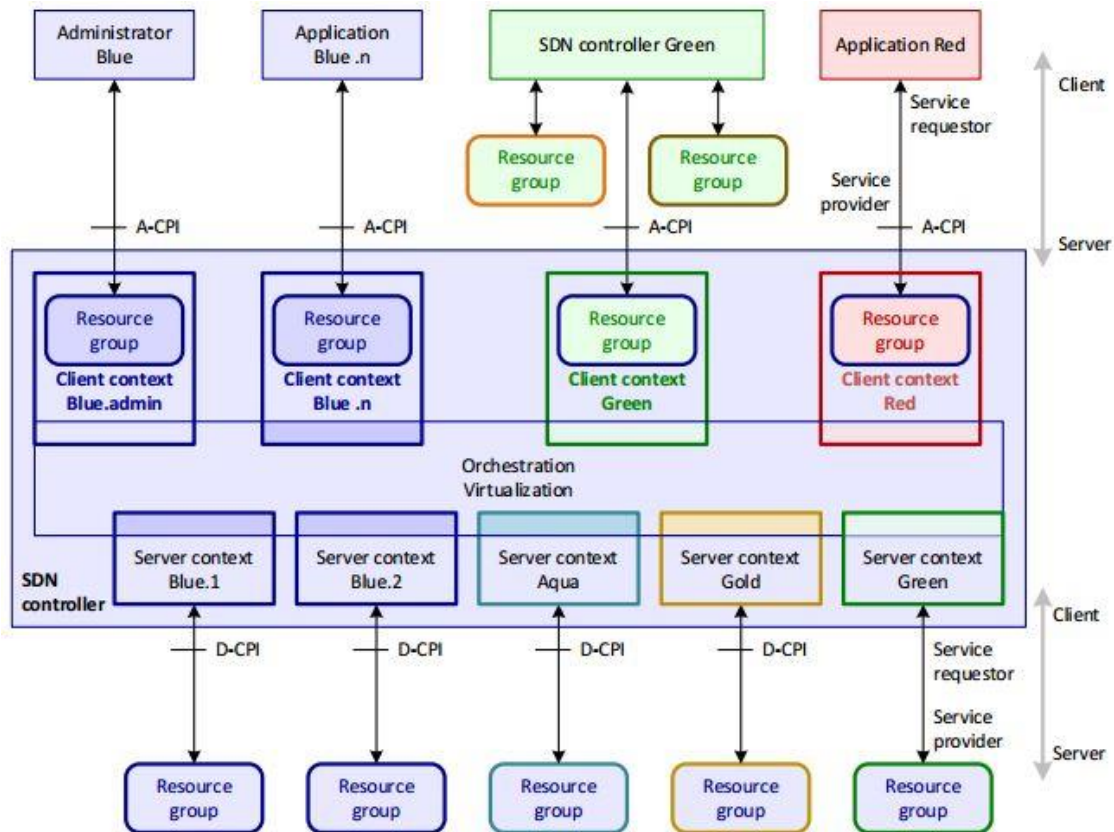 Administrator
Blue
Application
Blue .n
SDN controller Green
Application Red
Client
Service
requestor
Resource
group
Resource
group
Service
provider
A-CPI
A-CPI
A-CPI
A-CPI
Server
Resource
group
Client context
Blue.admin
Resource
group
Client context
Blue .n
Resource
group
Client context
Green
Resource
group
Client context
Red
Orchestration
Virtualization
Server context
Blue.1
Server context
Blue.2
Server context
Aqua
Server context
Gold
Server context
Green
SDN
controller
Client
D-CPI
D-CPI
D-CPI
D-CPI
Service
requestor
Service
provider
Server
Resource
group
Resource
group
Resource
group
Resource
group
Resource
group